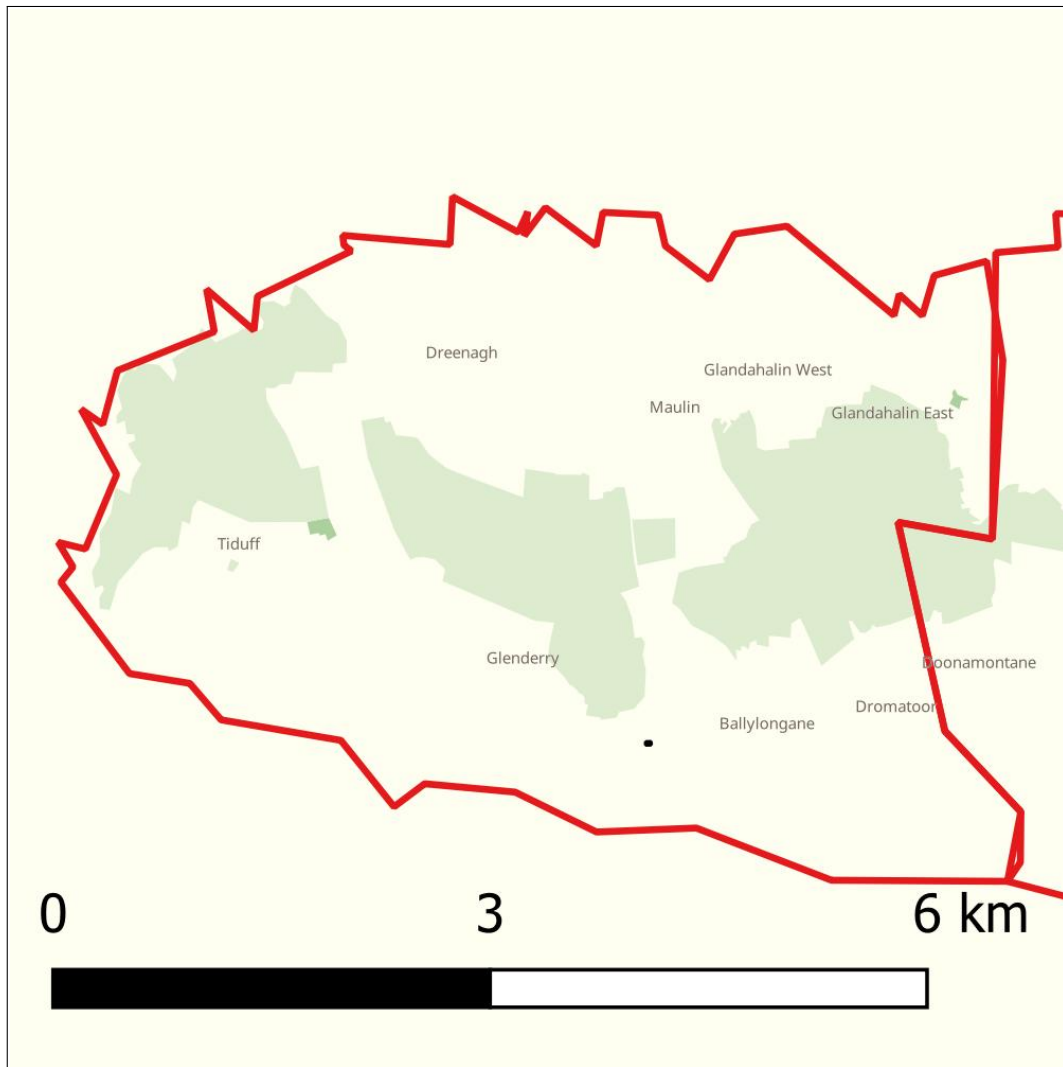 Dreenagh
Glandahalin West
Maulin
Glandahalin East
Tiduff
Glenderry
Doonamontane
Dromatoor
Ballylongane
0 3 6 km